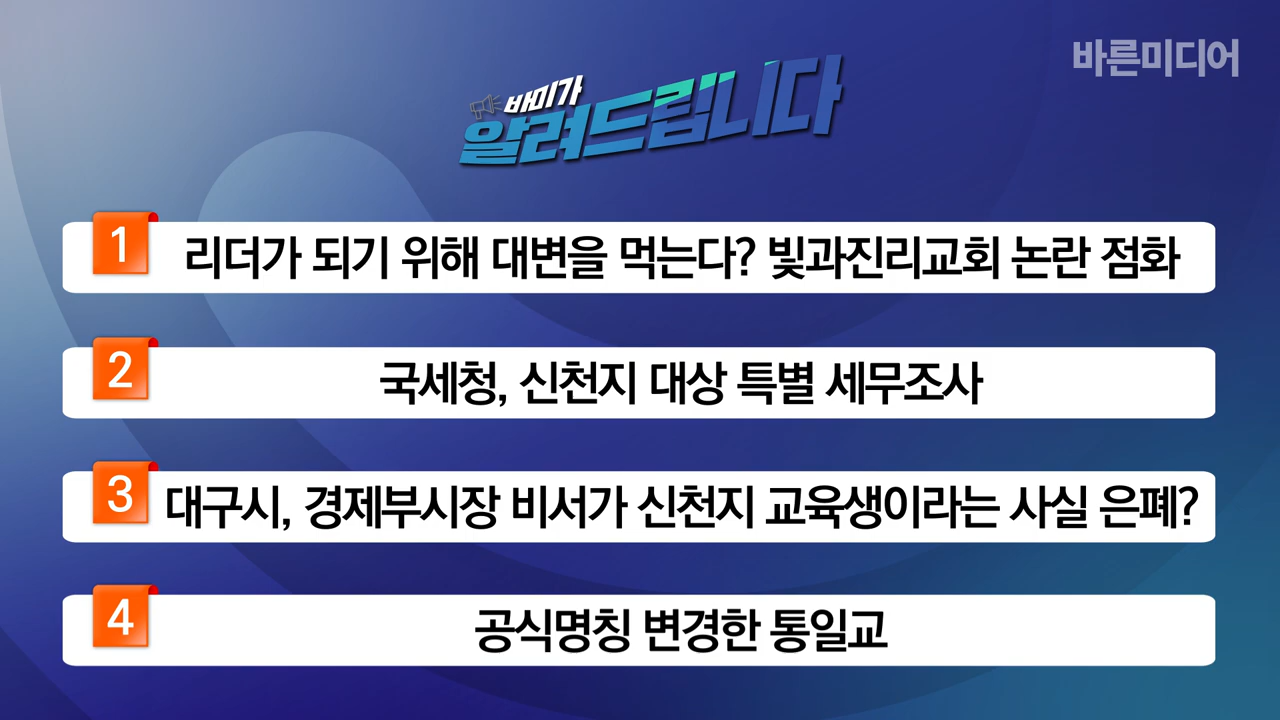 바른미디어
바미가
알려드립니다
1 리더가 되기 위해 대변을 먹는다? 빛과진리교회 논란 점화
2 국세청, 신천지 대상 특별 세무조사
3 대구시, 경제부시장 비서가 신천지 교육생이라는 사실 은폐?
4 공식명칭 변경한 통일교